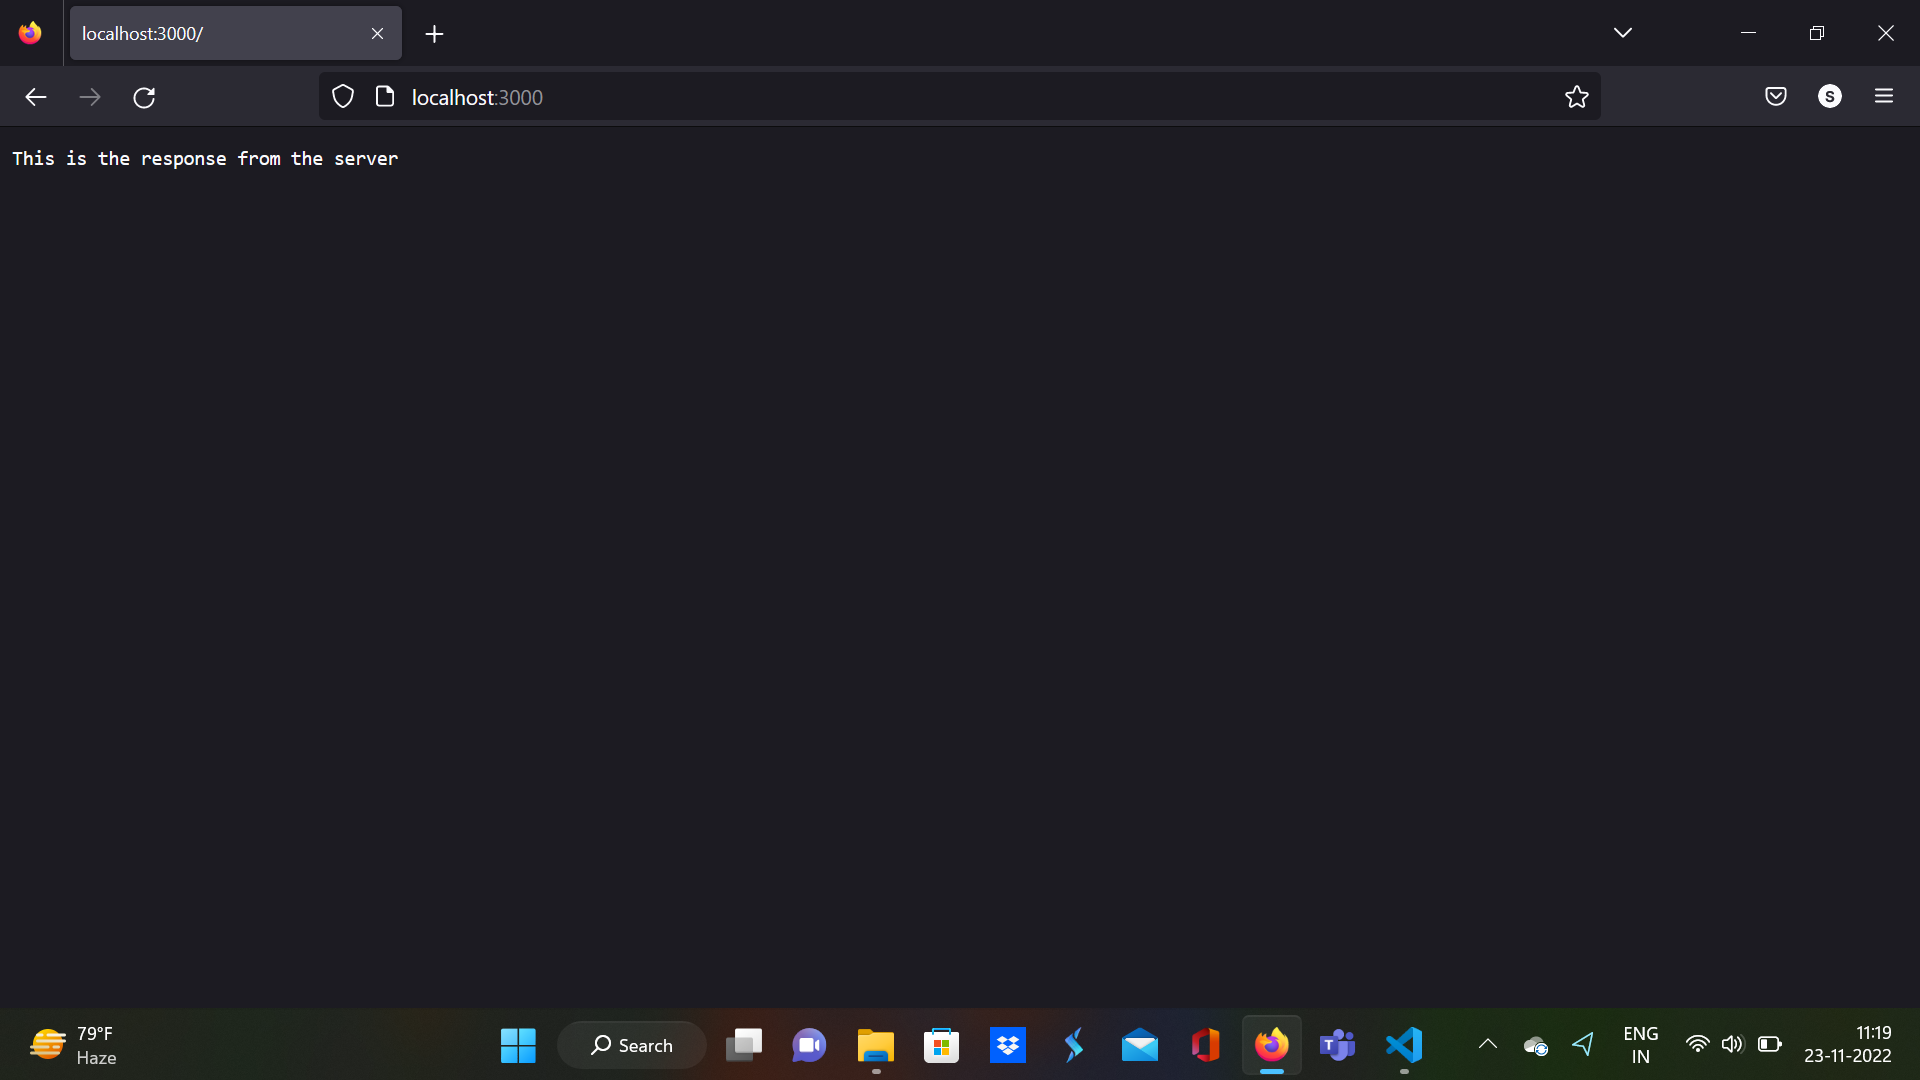 localhost:3000/
localhost:3000
S
This is the response from the server
79°F
Haze
Search
T
ENG
IN
11:19
23-11-2022